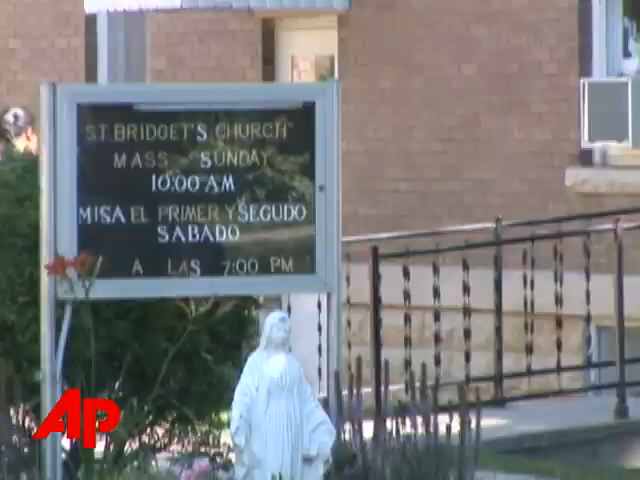 ST. BRIDGET'S CHURCH
MASS SUNDAY
10:00 AM
MISA EL PRIMER Y SEGUDO
SABADO
A LAS 7:00 PM
AP